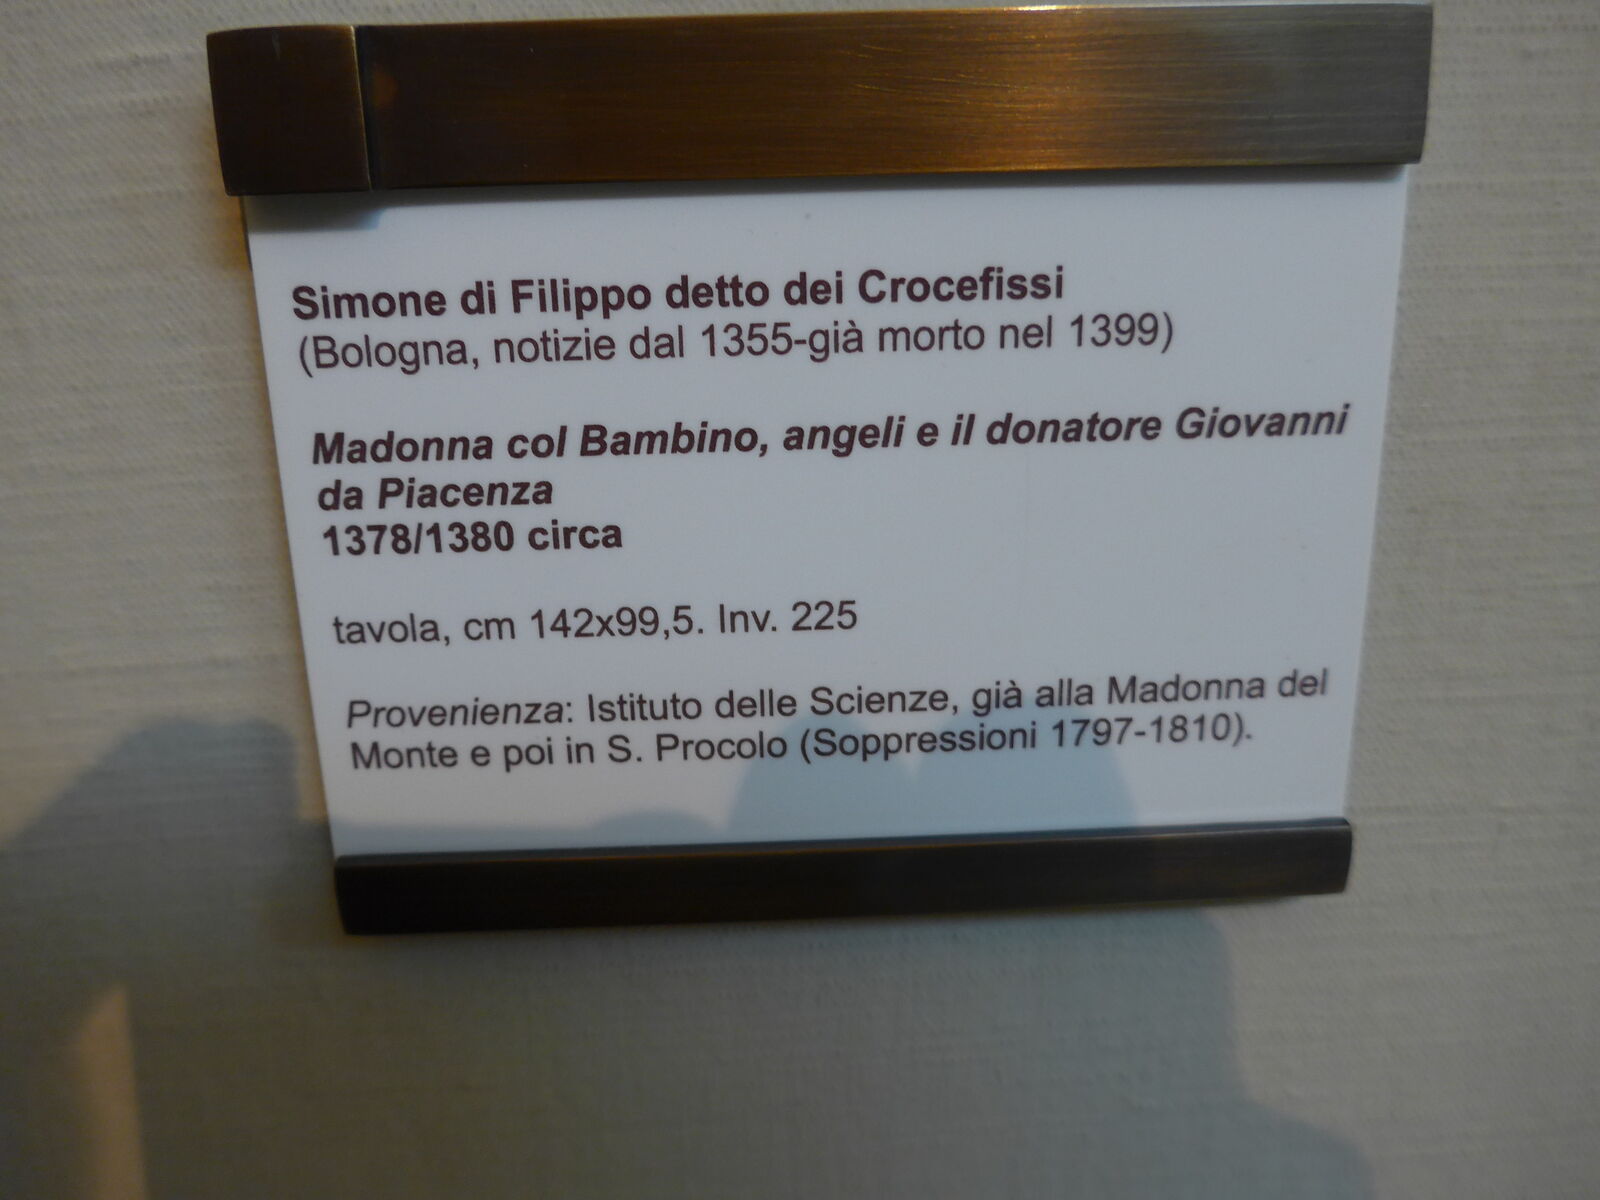 Simone di Filippo detto dei Crocefissi
(Bologna, notizie dal 1355-già morto nel 1399)
Madonna col Bambino, angeli e il donatore Giovanni
da Piacenza
1378/1380 circa
tavola, cm 142x99,5. Inv. 225
Provenienza: Istituto delle Scienze, già alla Madonna del
Monte e poi in S. Procolo (Soppressioni 1797-1810).